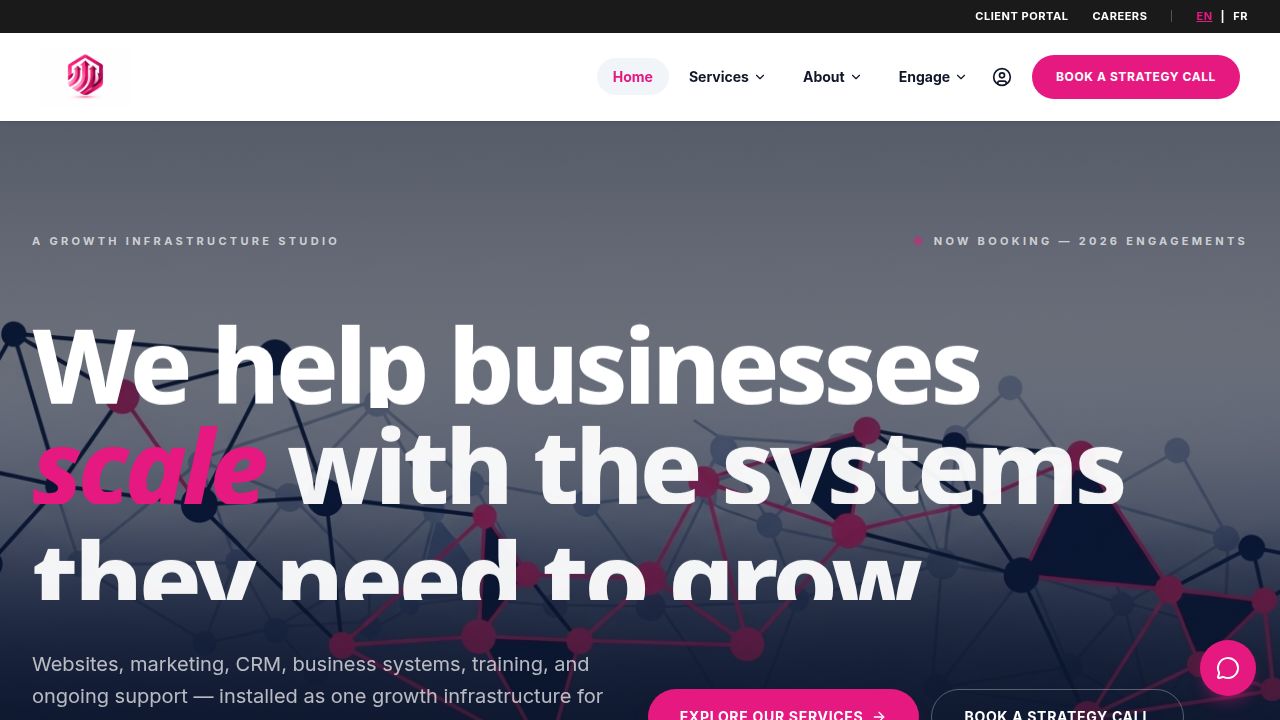 CLIENT PORTAL CAREERS EN | FR
Home Services About Engage BOOK A STRATEGY CALL
A GROWTH INFRASTRUCTURE STUDIO
NOW BOOKING — 2026 ENGAGEMENTS
We help businesses
scale with the systems
they need to grow
Websites, marketing, CRM, business systems, training, and
ongoing support — installed as one growth infrastructure for
EXPLORE OUR SERVICES → BOOK A STRATEGY CALL